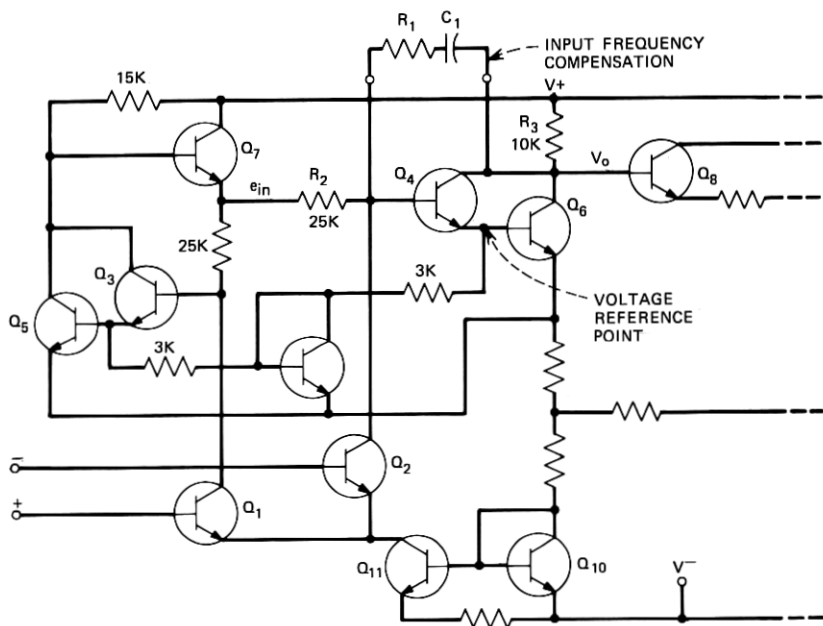 R1
C1
INPUT FREQUENCY
COMPENSATION
15K
V+
R3
10K
Q7
Q4
Vo
Q8
ein
R2
25K
Q6
25K
Q3
3K
VOLTAGE
REFERENCE
POINT
Q5
3K
−
Q2
+
Q1
Q11
Q10
V−